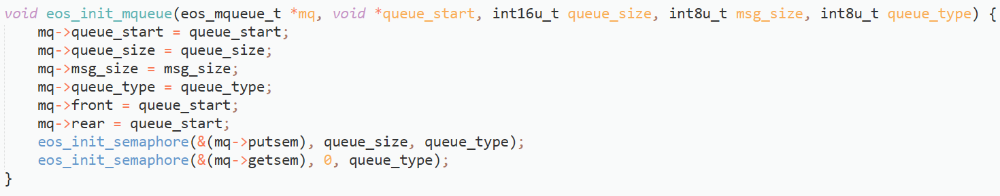 void eos_init_mqueue(eos_mqueue_t *mq, void *queue_start, int16u_t queue_size, int8u_t msg_size, int8u_t queue_type) {
    mq->queue_start = queue_start;
    mq->queue_size = queue_size;
    mq->msg_size = msg_size;
    mq->queue_type = queue_type;
    mq->front = queue_start;
    mq->rear = queue_start;
    eos_init_semaphore(&(mq->putsem), queue_size, queue_type);
    eos_init_semaphore(&(mq->getsem), 0, queue_type);
}